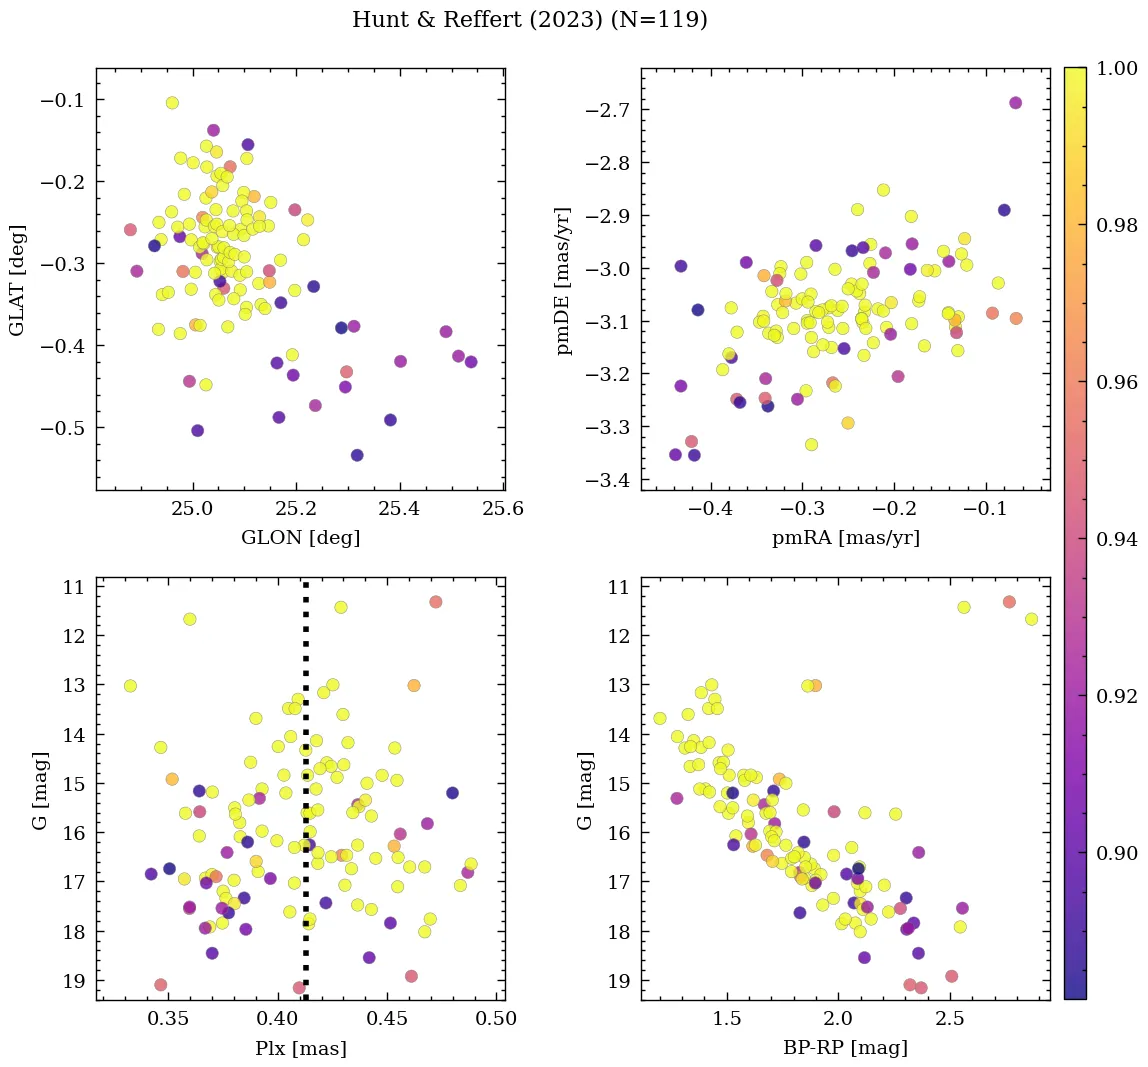 Hunt & Reffert (2023) (N=119)
−0.1
−0.2
−0.3
−0.4
−0.5
GLAT [deg]
25.0 25.2 25.4 25.6
GLON [deg]
−2.7
−2.8
−2.9
−3.0
−3.1
−3.2
−3.3
−3.4
pmDE [mas/yr]
−0.4 −0.3 −0.2 −0.1
pmRA [mas/yr]
11
12
13
14
15
16
17
18
19
G [mag]
0.35 0.40 0.45 0.50
Plx [mas]
11
12
13
14
15
16
17
18
19
G [mag]
1.5 2.0 2.5
BP-RP [mag]
1.00
0.98
0.96
0.94
0.92
0.90